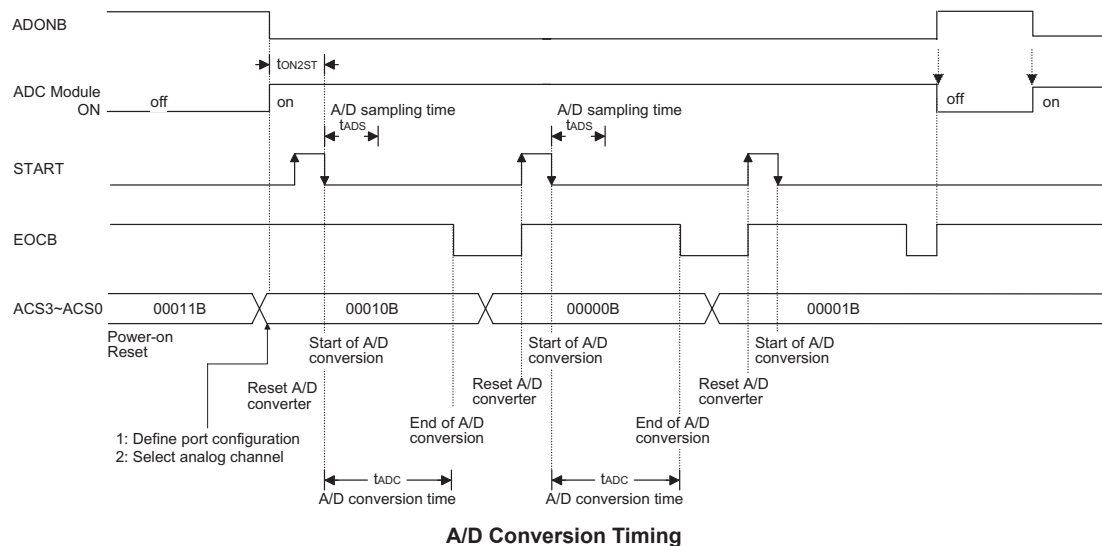 ADONB
tON2ST
ADC Module
ON
off
on
A/D sampling time
tADS
A/D sampling time
tADS
off
on
START
EOCB
ACS3~ACS0
00011B
00010B
00000B
00001B
Power-on
Reset
Start of A/D
conversion
Start of A/D
conversion
Start of A/D
conversion
Reset A/D
converter
Reset A/D
converter
Reset A/D
converter
End of A/D
conversion
End of A/D
conversion
1: Define port configuration
2: Select analog channel
tADC
A/D conversion time
tADC
A/D conversion time
A/D Conversion Timing